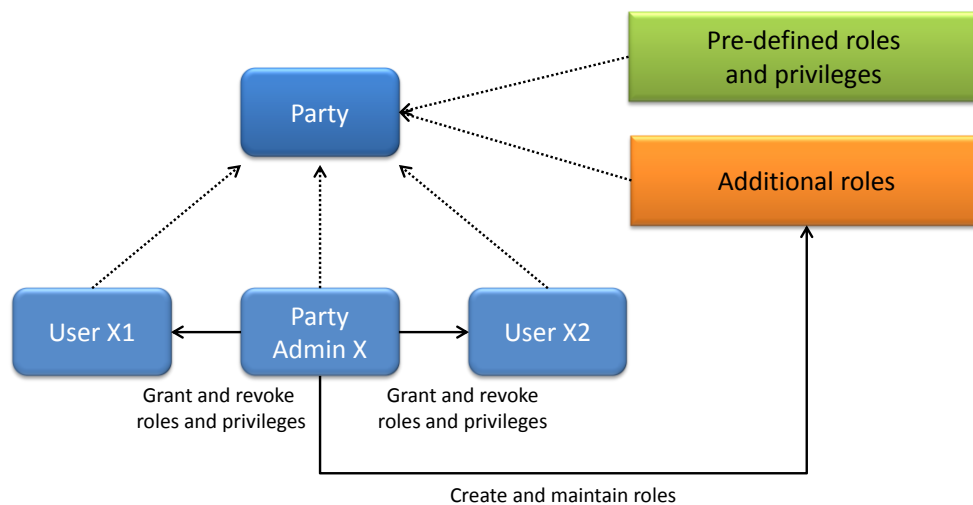 Pre-defined roles
and privileges
Party
Additional roles
User X1
Party
Admin X
User X2
Grant and revoke
roles and privileges
Grant and revoke
roles and privileges
Create and maintain roles